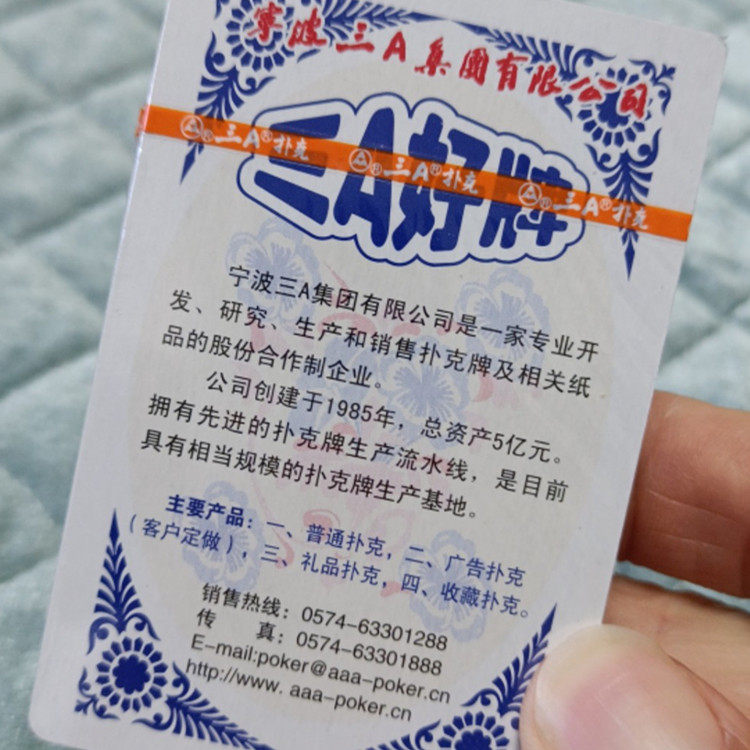 寧波三A集團有限公司
三A®扑克 三A®扑克 三A®扑克
三A好牌
宁波三A集团有限公司是一家专业开
发、研究、生产和销售扑克牌及相关纸
品的股份合作制企业。
公司创建于1985年，总资产5亿元。
拥有先进的扑克牌生产流水线，是目前
具有相当规模的扑克牌生产基地。
主要产品：一、普通扑克，二、广告扑克
（客户定做），三、礼品扑克，四、收藏扑克。
销售热线：0574-63301288
传 真：0574-63301888
E-mail:poker@aaa-poker.cn
http://www. aaa-poker.cn